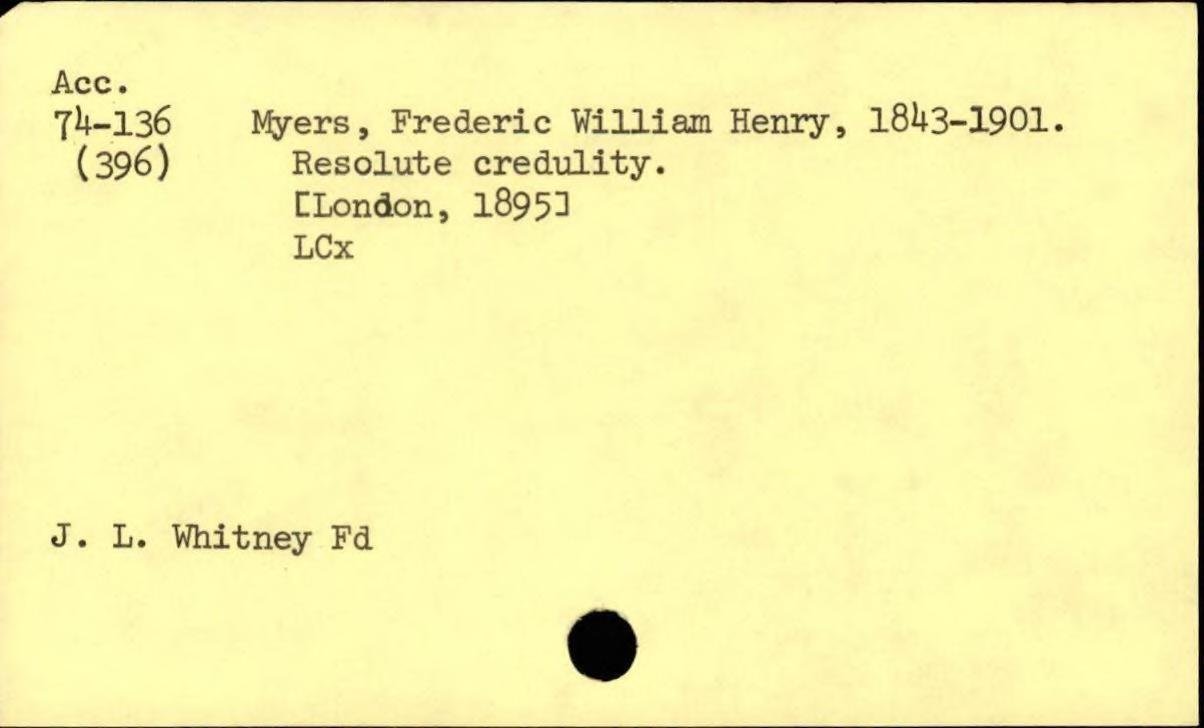 Acc.
74-136 Myers, Frederic William Henry, 1843-1901.
(396) Resolute credulity.
[London, 1895]
LCx
J. L. Whitney Fd